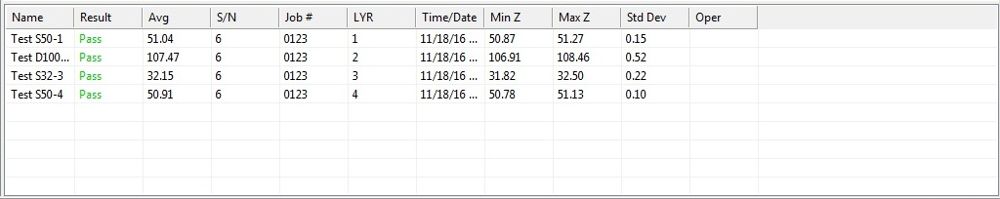 Name Result Avg S/N Job # LYR Time/Date Min Z Max Z Std Dev Oper
Test S50-1 Pass 51.04 6 0123 1 11/18/16 ... 50.87 51.27 0.15
Test D100... Pass 107.47 6 0123 2 11/18/16 ... 106.91 108.46 0.52
Test S32-3 Pass 32.15 6 0123 3 11/18/16 ... 31.82 32.50 0.22
Test S50-4 Pass 50.91 6 0123 4 11/18/16 ... 50.78 51.13 0.10